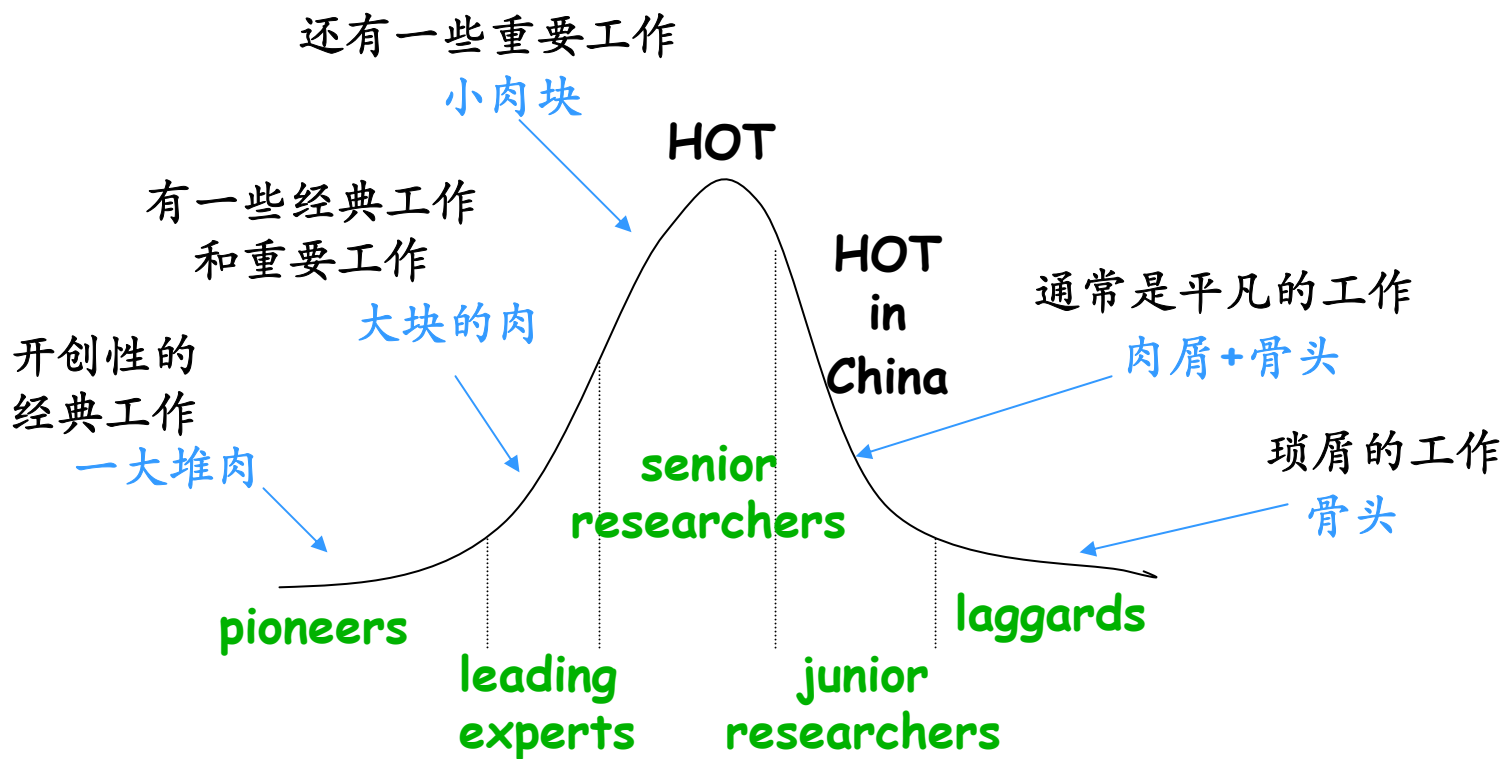 还有一些重要工作
小肉块
HOT
有一些经典工作
和重要工作
大块的肉
HOT
in
China
通常是平凡的工作
肉屑+骨头
开创性的
经典工作
一大堆肉
琐屑的工作
骨头
senior
researchers
pioneers
laggards
leading
experts
junior
researchers